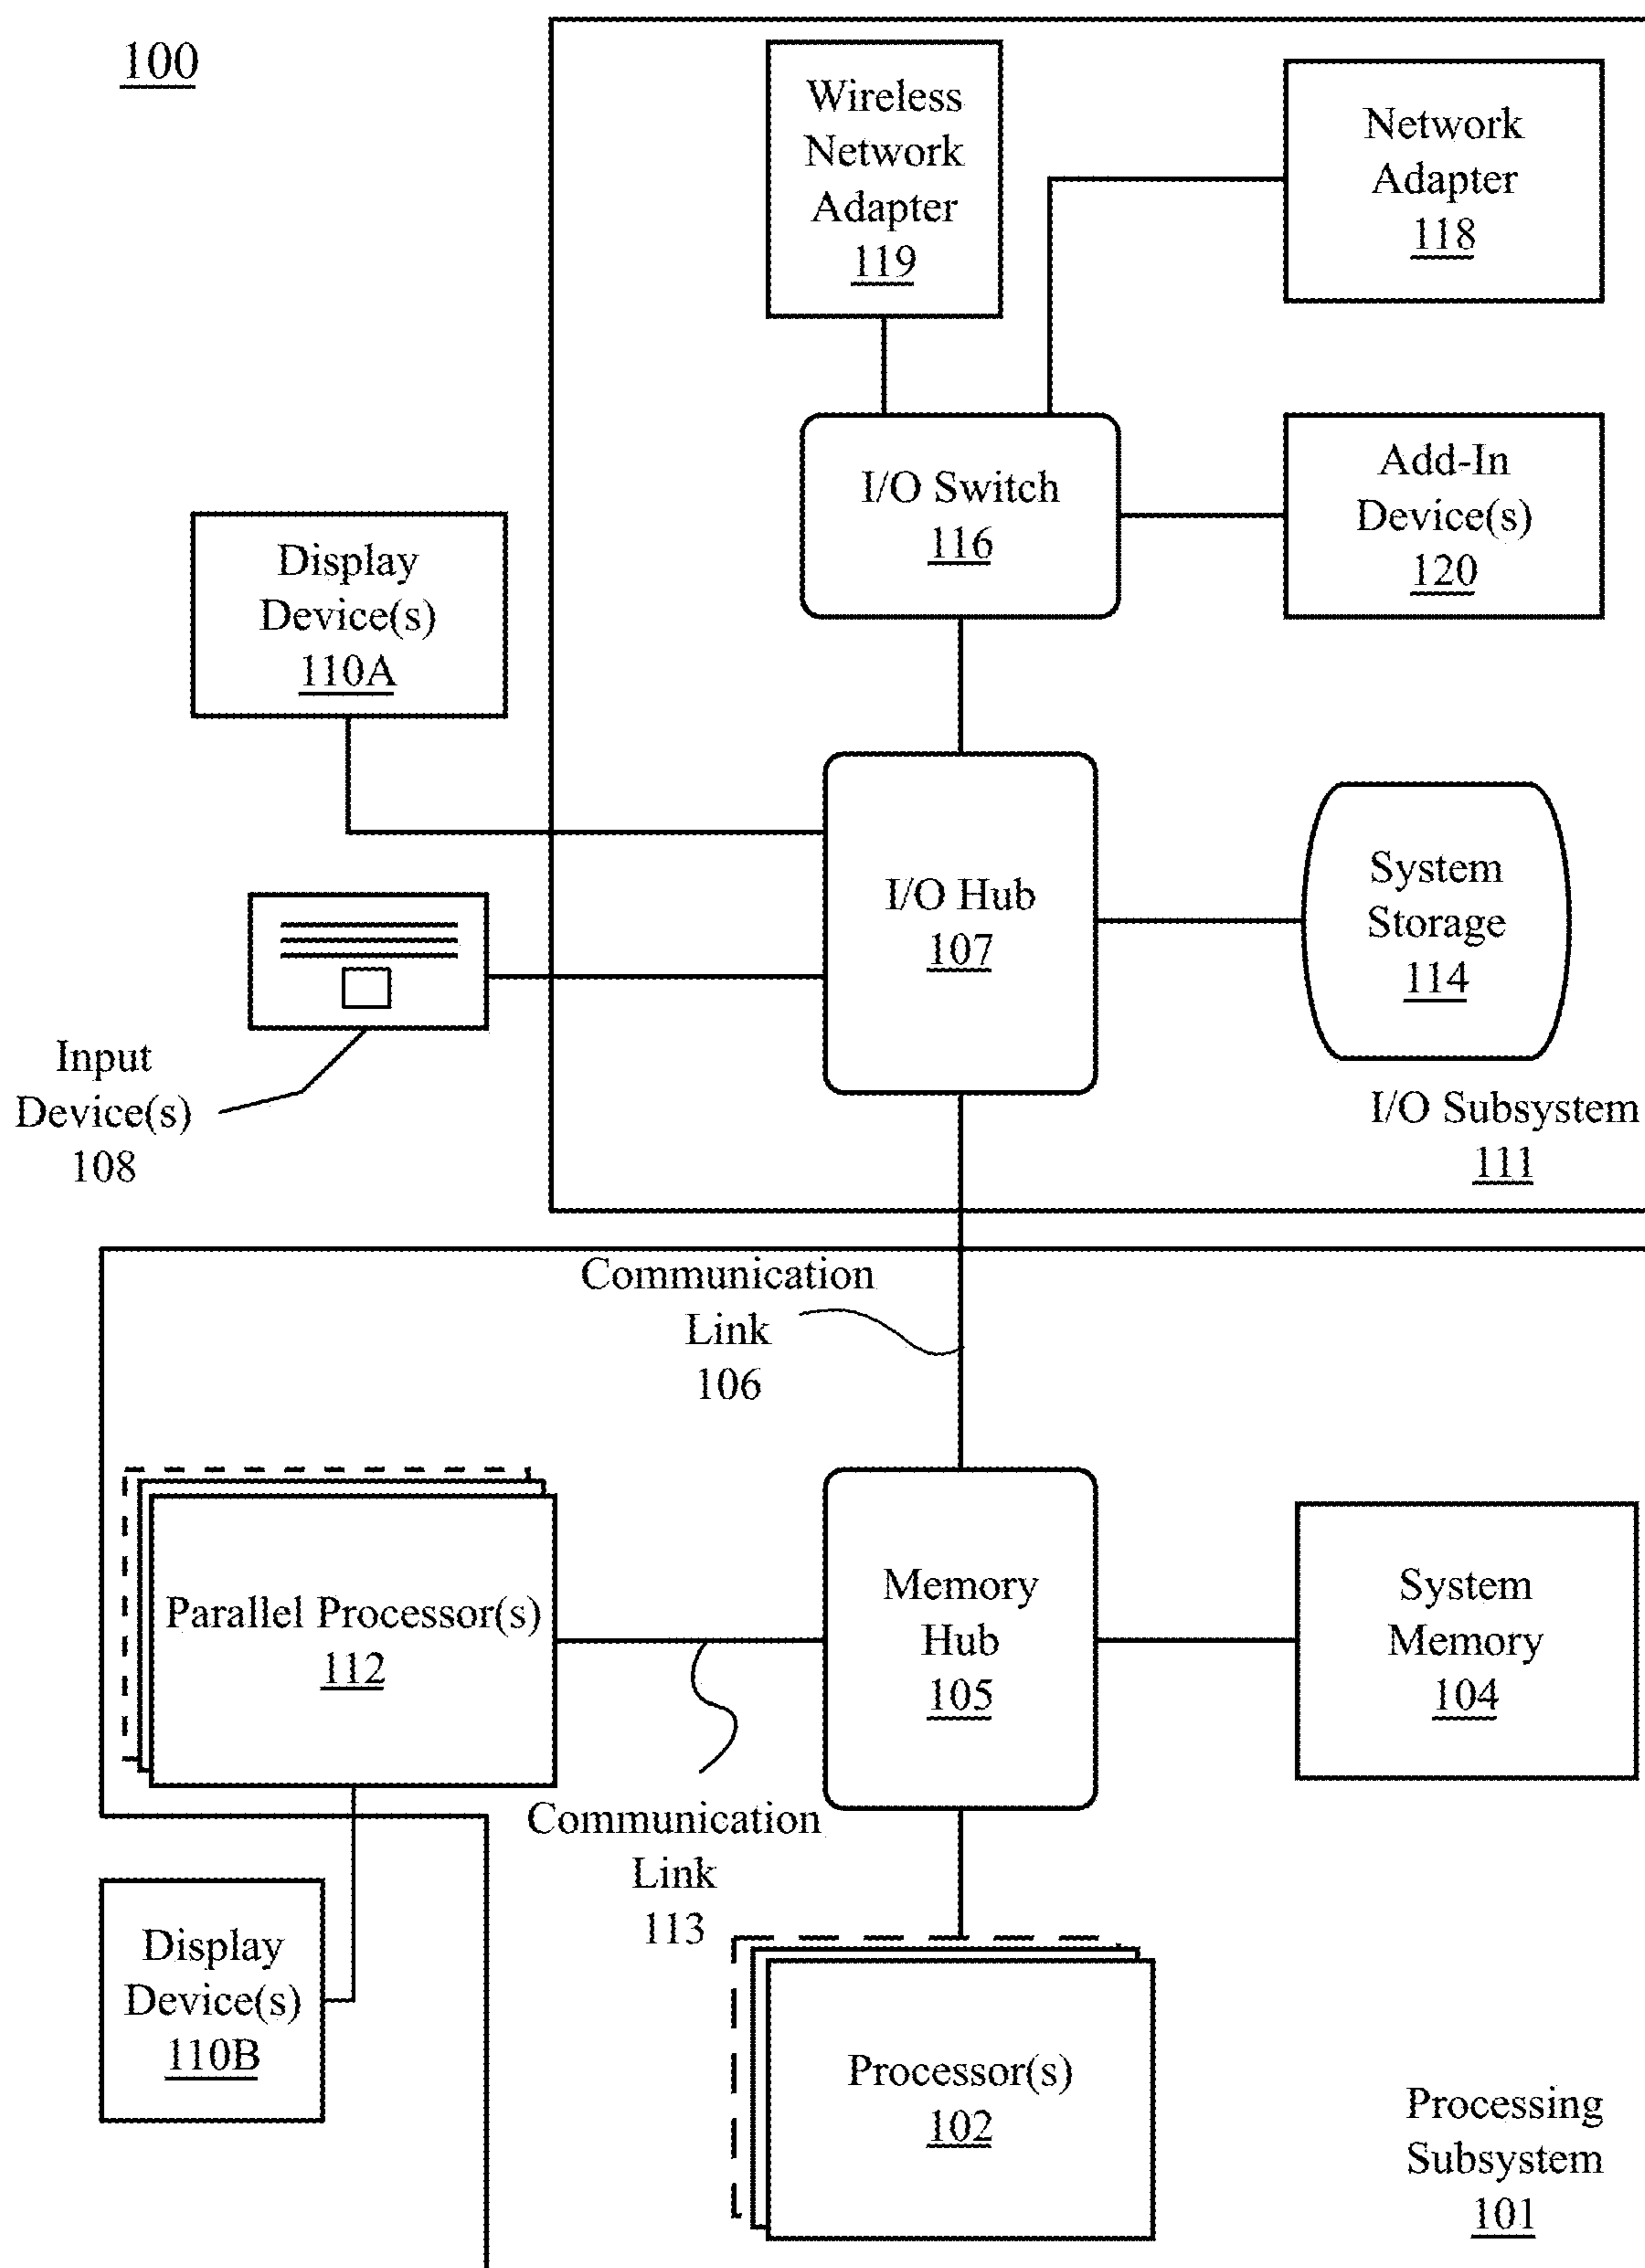 100
Wireless
Network
Adapter
119
Network
Adapter
118
I/O Switch
116
Add-In
Device(s)
120
Display
Device(s)
110A
I/O Hub
107
System
Storage
114
Input
Device(s)
108
I/O Subsystem
111
Communication
Link
106
Parallel Processor(s)
112
Memory
Hub
105
System
Memory
104
Communication
Link
113
Display
Device(s)
110B
Processor(s)
102
Processing
Subsystem
101